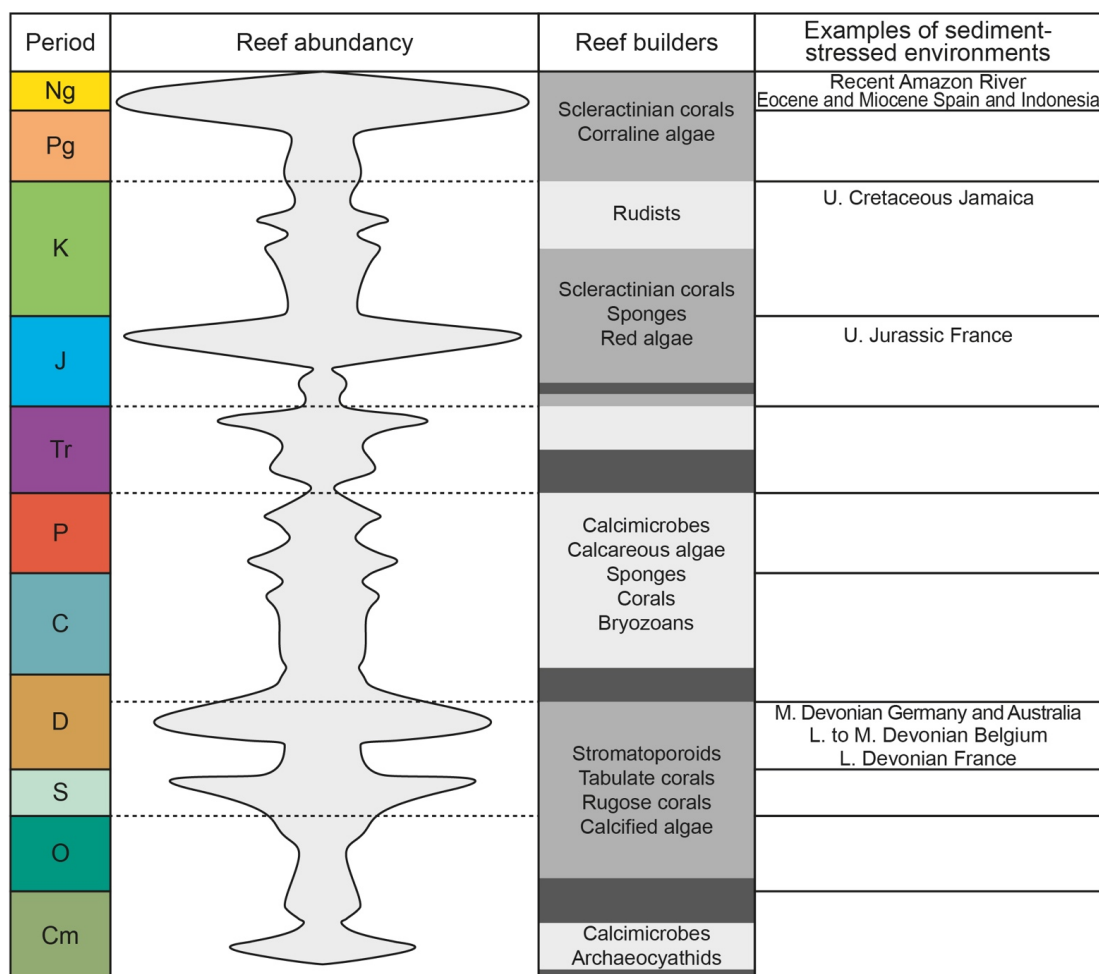 Period
Reef abundancy
Reef builders
Examples of sediment-
stressed environments
Ng
Scleractinian corals
Corraline algae
Recent Amazon River
Eocene and Miocene Spain and Indonesia
Pg
K
Rudists
U. Cretaceous Jamaica
Scleractinian corals
Sponges
Red algae
J
U. Jurassic France
Tr
P
Calcimicrobes
Calcareous algae
Sponges
Corals
Bryozoans
C
D
M. Devonian Germany and Australia
L. to M. Devonian Belgium
L. Devonian France
Stromatoporoids
Tabulate corals
Rugose corals
Calcified algae
S
O
Cm
Calcimicrobes
Archaeocyathids